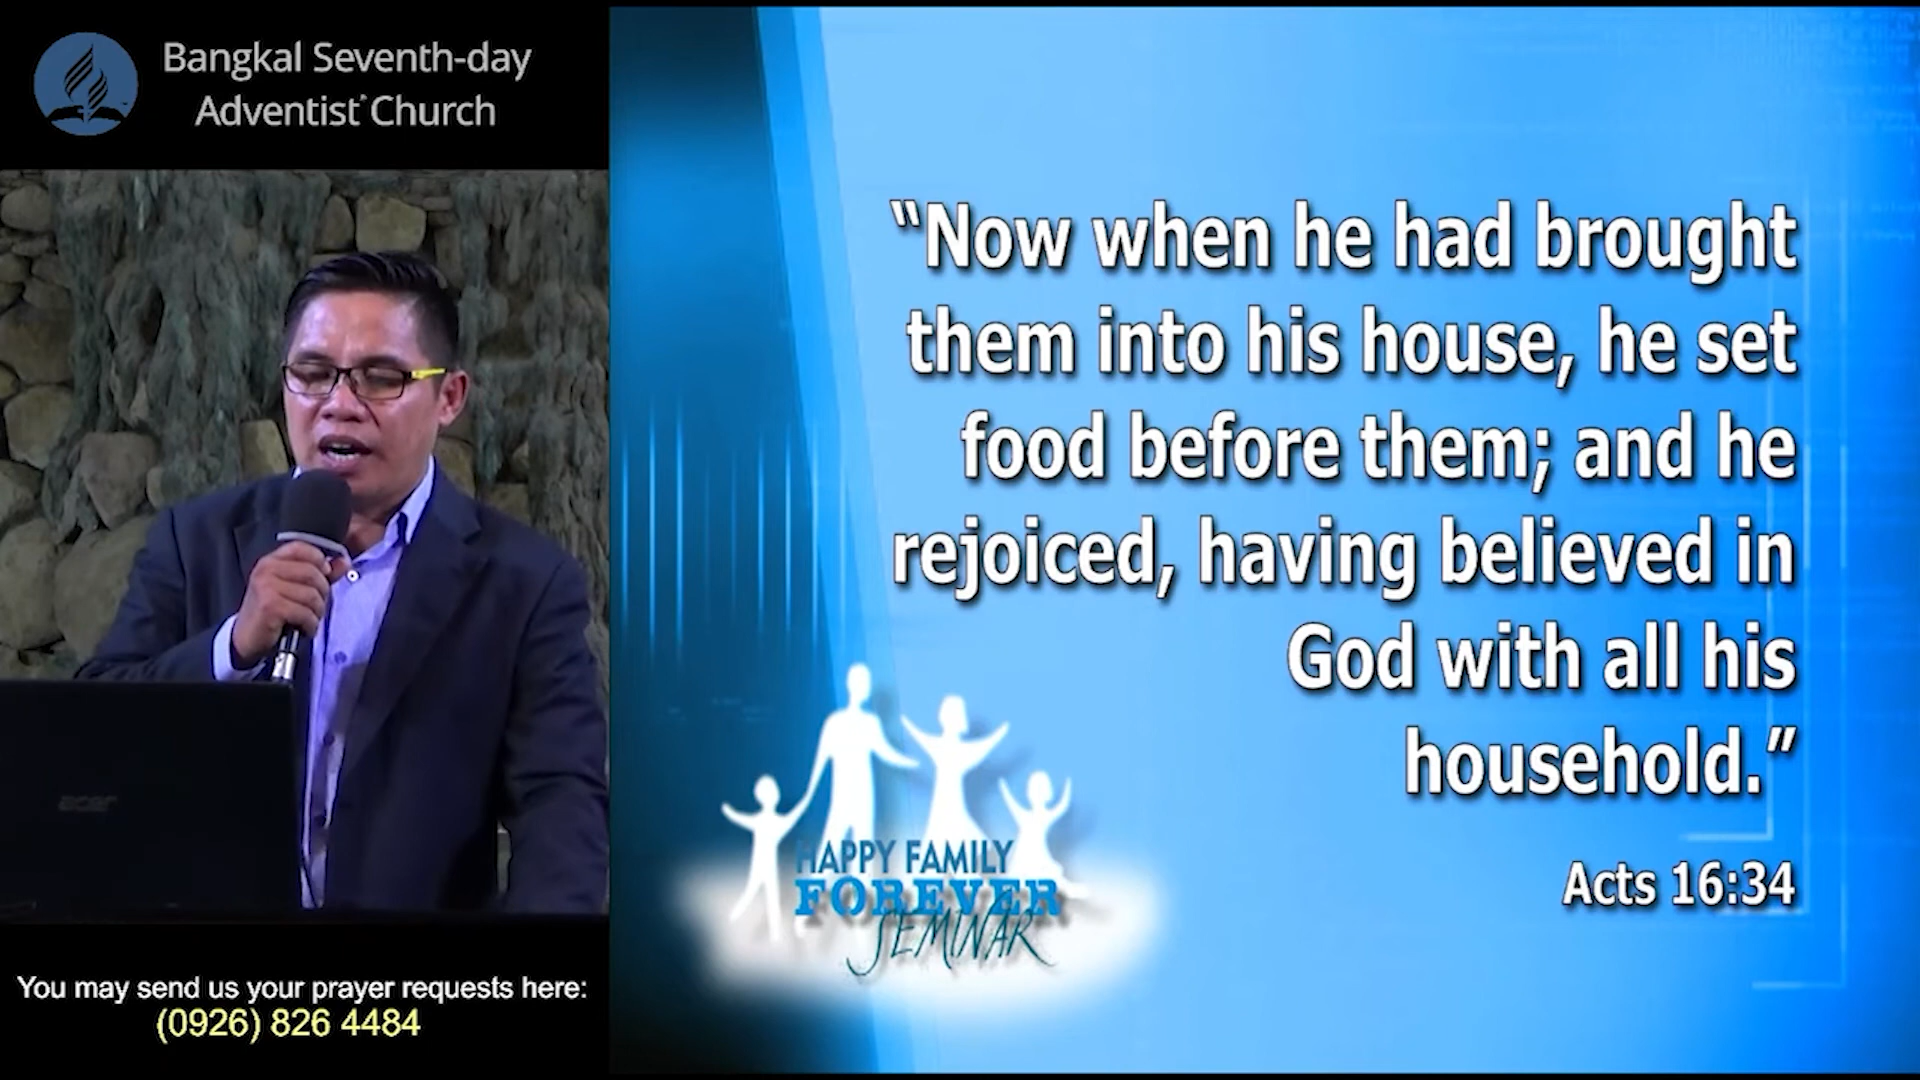 Bangkal Seventh-day
Adventist Church
“Now when he had brought
them into his house, he set
food before them; and he
rejoiced, having believed in
God with all his
household.”
Acts 16:34
HAPPY FAMILY
FOREVER
SEMINAR
acer
You may send us your prayer requests here:
(0926) 826 4484